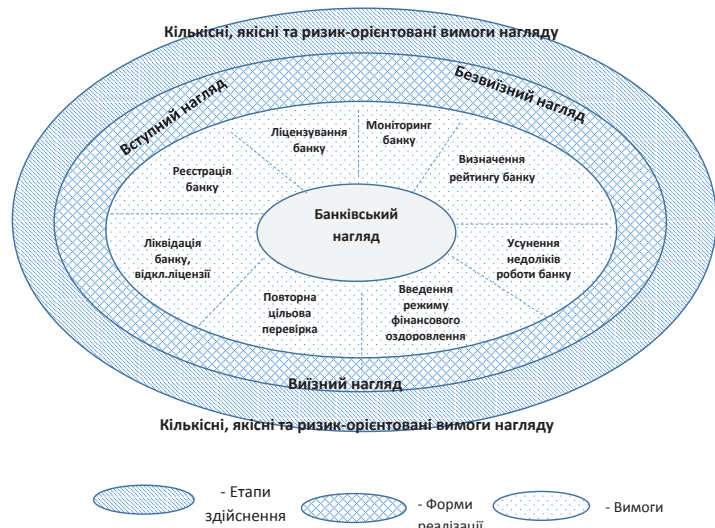 Кількісні, якісні та ризик-орієнтовані вимоги нагляду
Вступний нагляд
Безвиїзний нагляд
Ліцензування
банку
Моніторинг
банку
Реєстрація
банку
Визначення
рейтингу банку
Банківський
нагляд
Ліквідація
банку,
відкл.ліцензії
Усунення
недоліків
роботи банку
Повторна
цільова
перевірка
Введення
режиму
фінансового
оздоровлення
Виїзний нагляд
Кількісні, якісні та ризик-орієнтовані вимоги нагляду
- Етапи
здійснення
- Форми
реалізації
- Вимоги